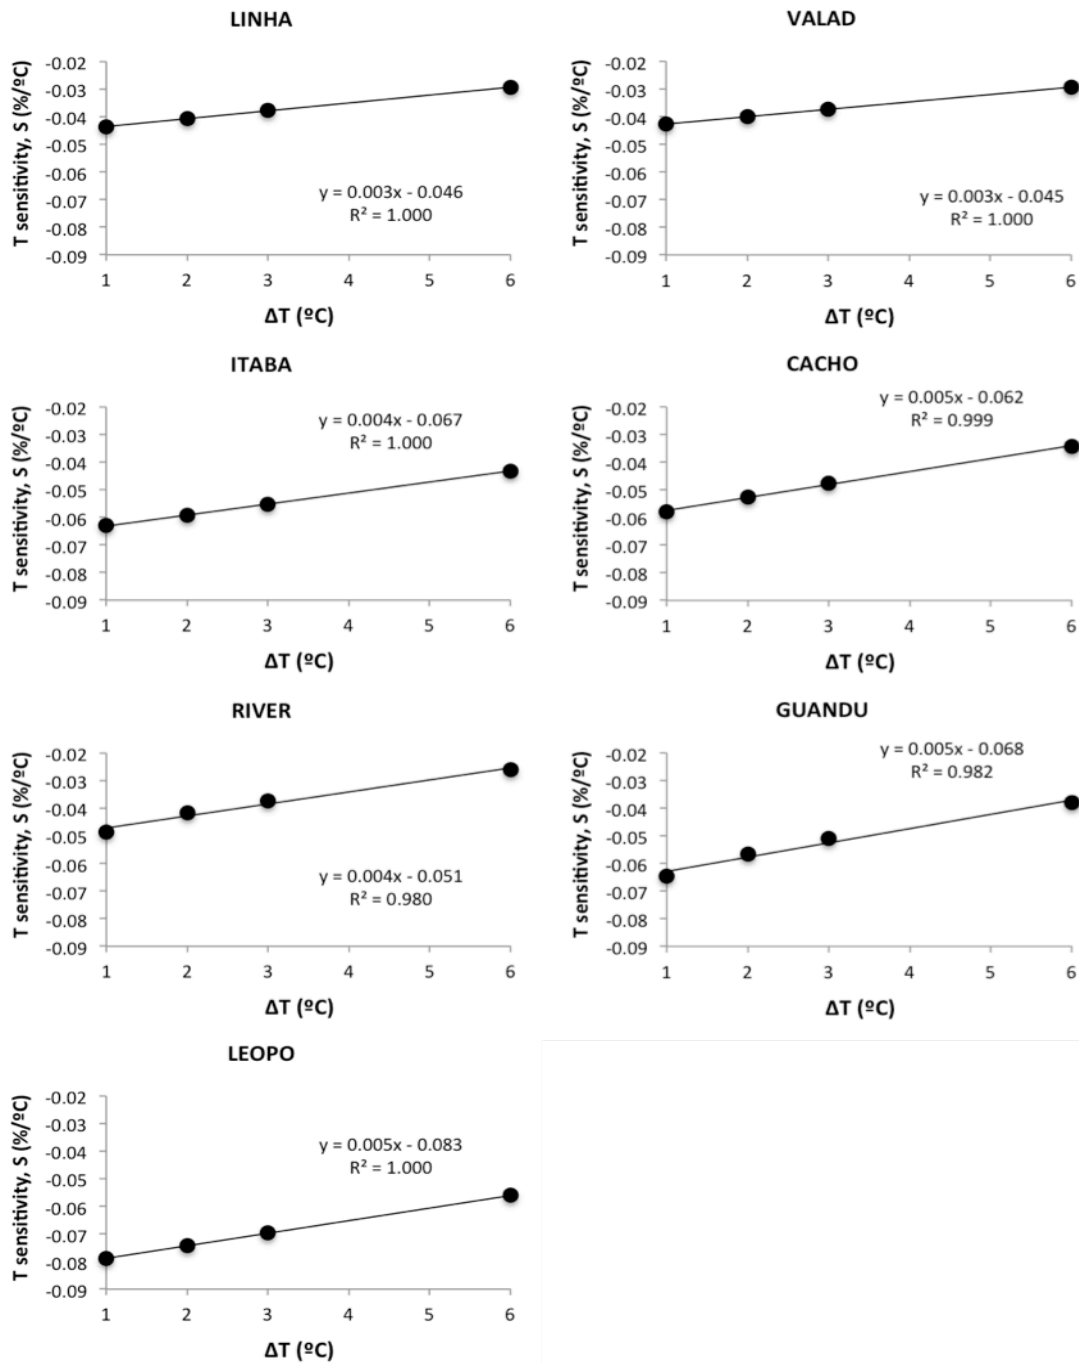 LINHA
T sensitivity, S (%/ºC)
-0.02
-0.03
-0.04
-0.05
-0.06
-0.07
-0.08
-0.09
y = 0.003x - 0.046
R² = 1.000
1 2 3 4 5 6
ΔT (ºC)
VALAD
T sensitivity, S (%/ºC)
-0.02
-0.03
-0.04
-0.05
-0.06
-0.07
-0.08
-0.09
y = 0.003x - 0.045
R² = 1.000
1 2 3 4 5 6
ΔT (ºC)
ITABA
T sensitivity, S (%/ºC)
-0.02
-0.03
-0.04
-0.05
-0.06
-0.07
-0.08
-0.09
y = 0.004x - 0.067
R² = 1.000
1 2 3 4 5 6
ΔT (ºC)
CACHO
T sensitivity, S (%/ºC)
-0.02
-0.03
-0.04
-0.05
-0.06
-0.07
-0.08
-0.09
y = 0.005x - 0.062
R² = 0.999
1 2 3 4 5 6
ΔT (ºC)
RIVER
T sensitivity, S (%/ºC)
-0.02
-0.03
-0.04
-0.05
-0.06
-0.07
-0.08
-0.09
y = 0.004x - 0.051
R² = 0.980
1 2 3 4 5 6
ΔT (ºC)
GUANDU
T sensitivity, S (%/ºC)
-0.02
-0.03
-0.04
-0.05
-0.06
-0.07
-0.08
-0.09
y = 0.005x - 0.068
R² = 0.982
1 2 3 4 5 6
ΔT (ºC)
LEOPO
T sensitivity, S (%/ºC)
-0.02
-0.03
-0.04
-0.05
-0.06
-0.07
-0.08
-0.09
y = 0.005x - 0.083
R² = 1.000
1 2 3 4 5 6
ΔT (ºC)